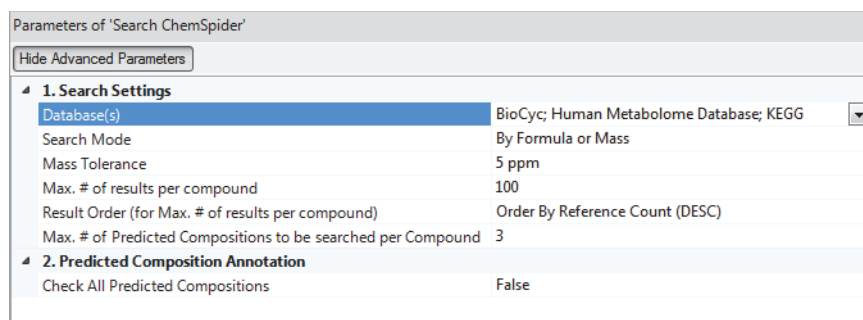 Parameters of 'Search ChemSpider'
Hide Advanced Parameters
1. Search Settings
Database(s) BioCyc; Human Metabolome Database; KEGG
Search Mode By Formula or Mass
Mass Tolerance 5 ppm
Max. # of results per compound 100
Result Order (for Max. # of results per compound) Order By Reference Count (DESC)
Max. # of Predicted Compositions to be searched per Compound 3
2. Predicted Composition Annotation
Check All Predicted Compositions False